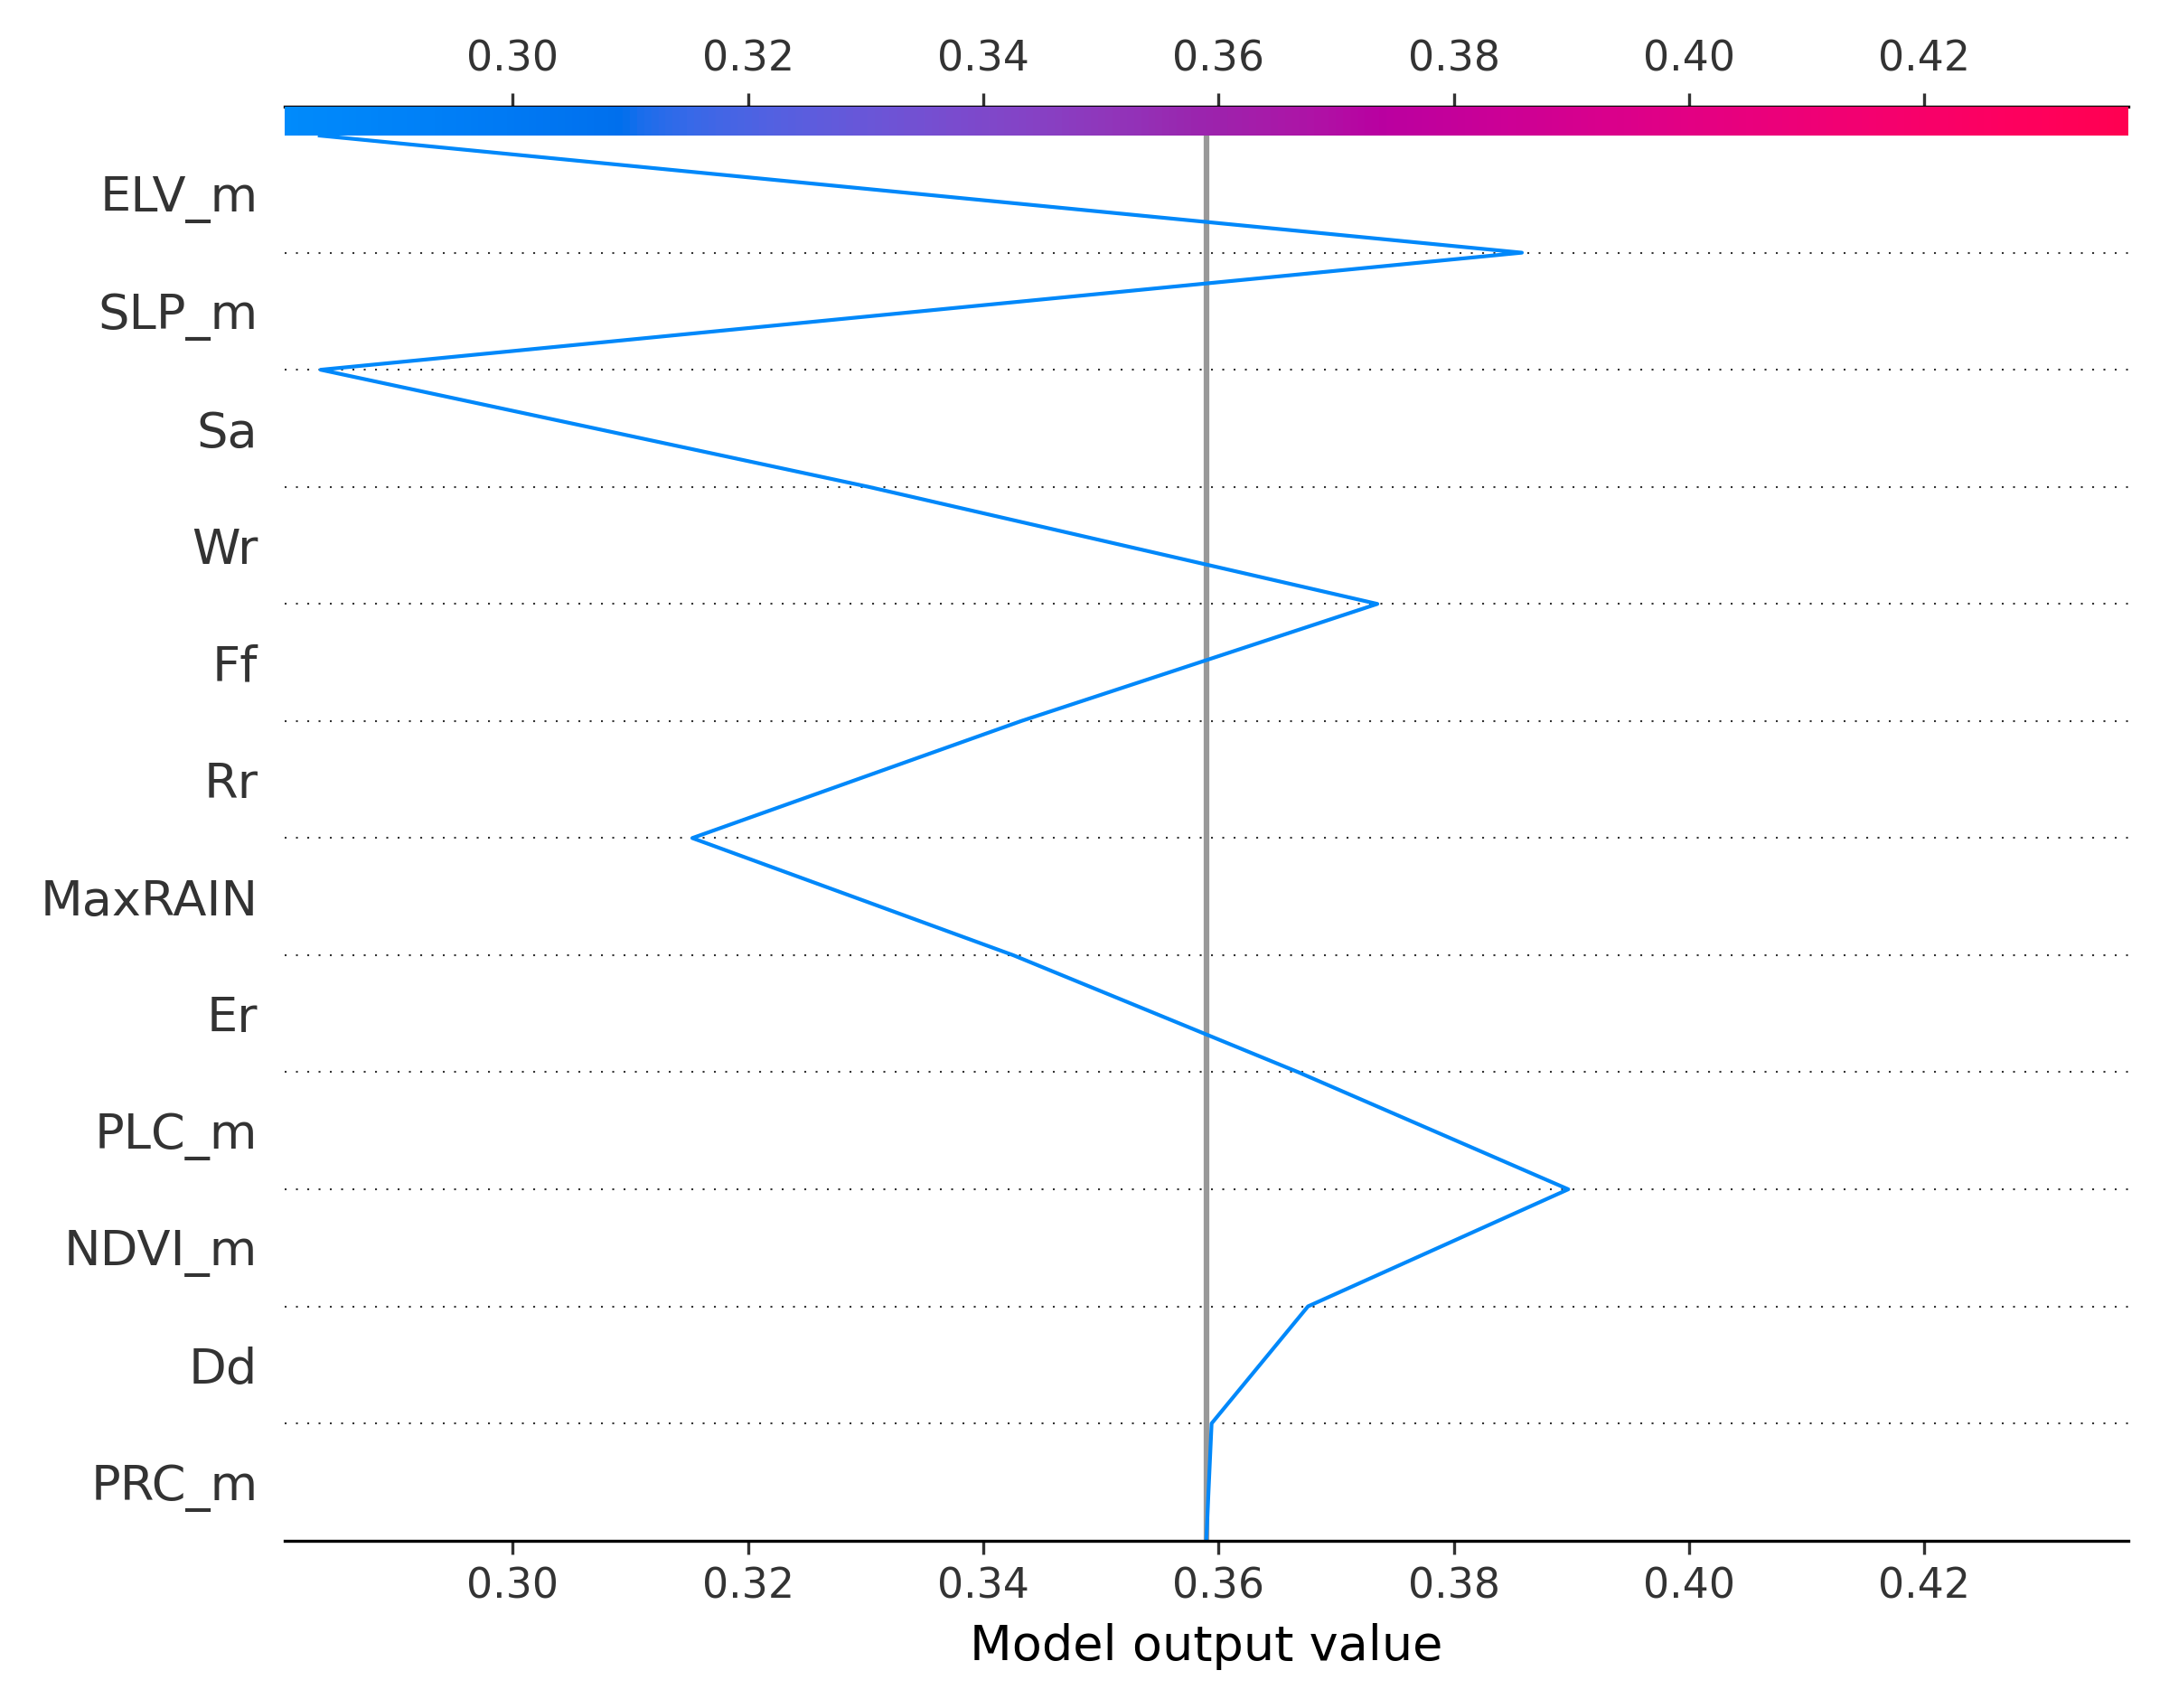 0.30 0.32 0.34 0.36 0.38 0.40 0.42
ELV_m
SLP_m
Sa
Wr
Ff
Rr
MaxRAIN
Er
PLC_m
NDVI_m
Dd
PRC_m
0.30 0.32 0.34 0.36 0.38 0.40 0.42
Model output value